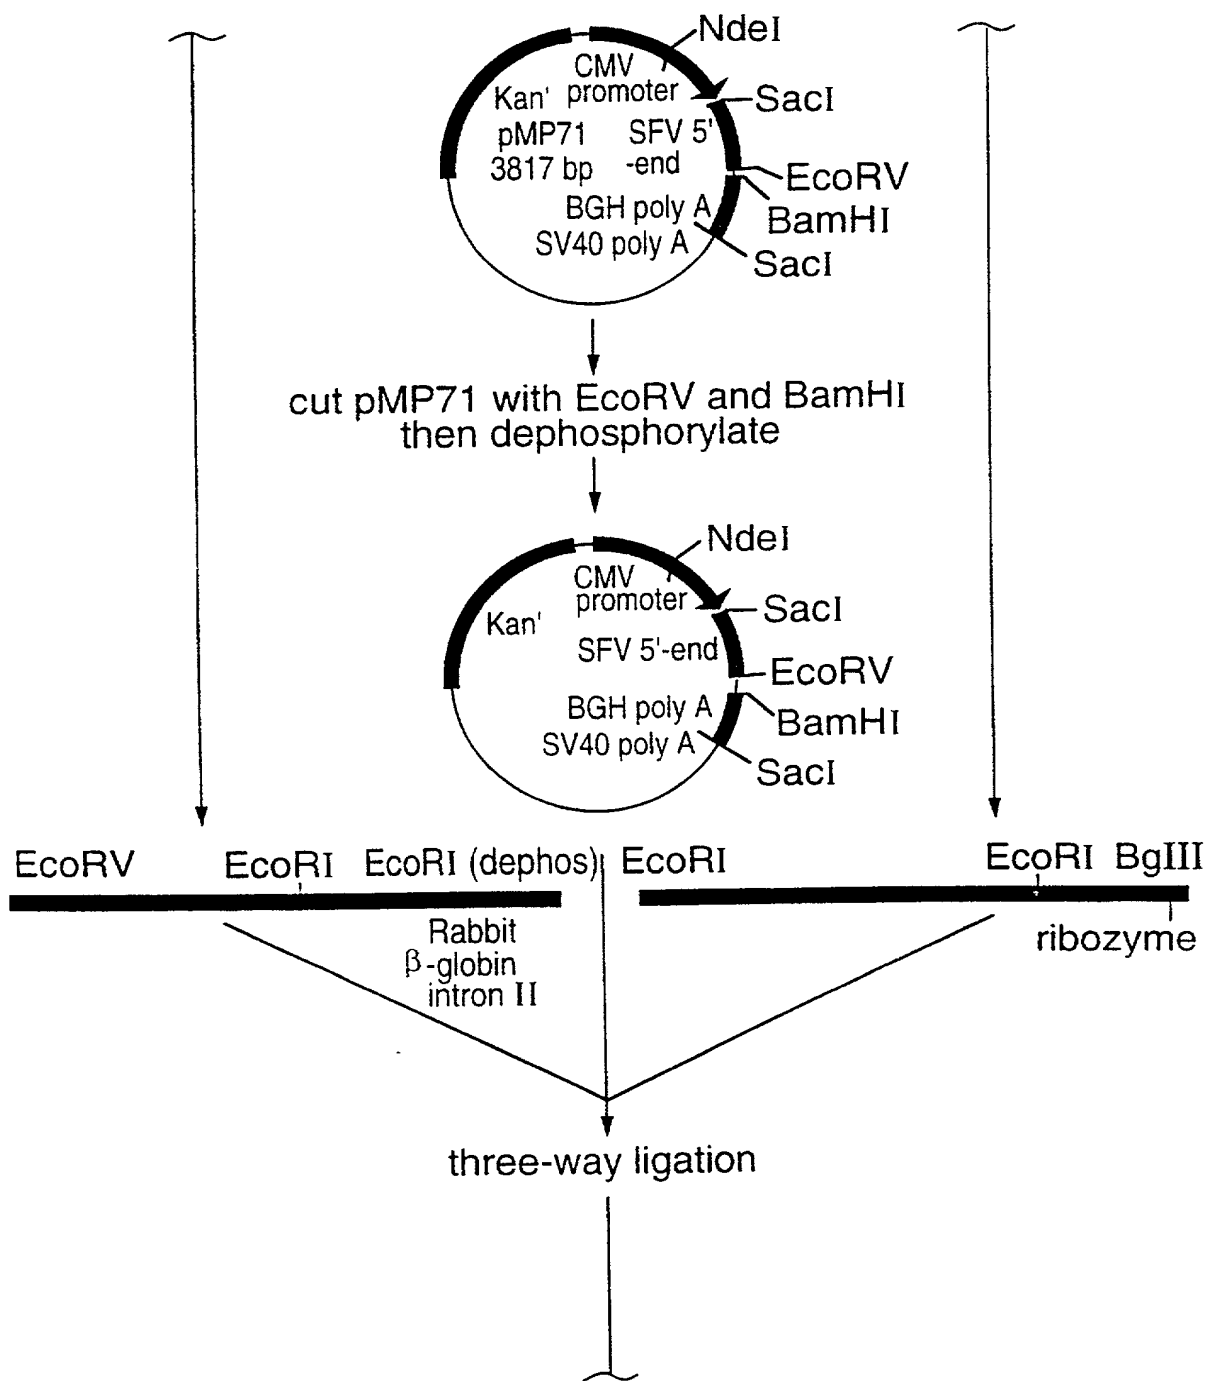 NdeI
CMV
promoter
Kan'
SacI
pMP71
SFV 5'
3817 bp
-end
EcoRV
BGH poly A
BamHI
SV40 poly A
SacI
cut pMP71 with EcoRV and BamHI
then dephosphorylate
NdeI
CMV
promoter
SacI
Kan'
SFV 5'-end
EcoRV
BGH poly A
BamHI
SV40 poly A
SacI
EcoRV
EcoRI
EcoRI (dephos)
EcoRI
EcoRI
BgIII
Rabbit
β-globin
intron II
ribozyme
three-way ligation